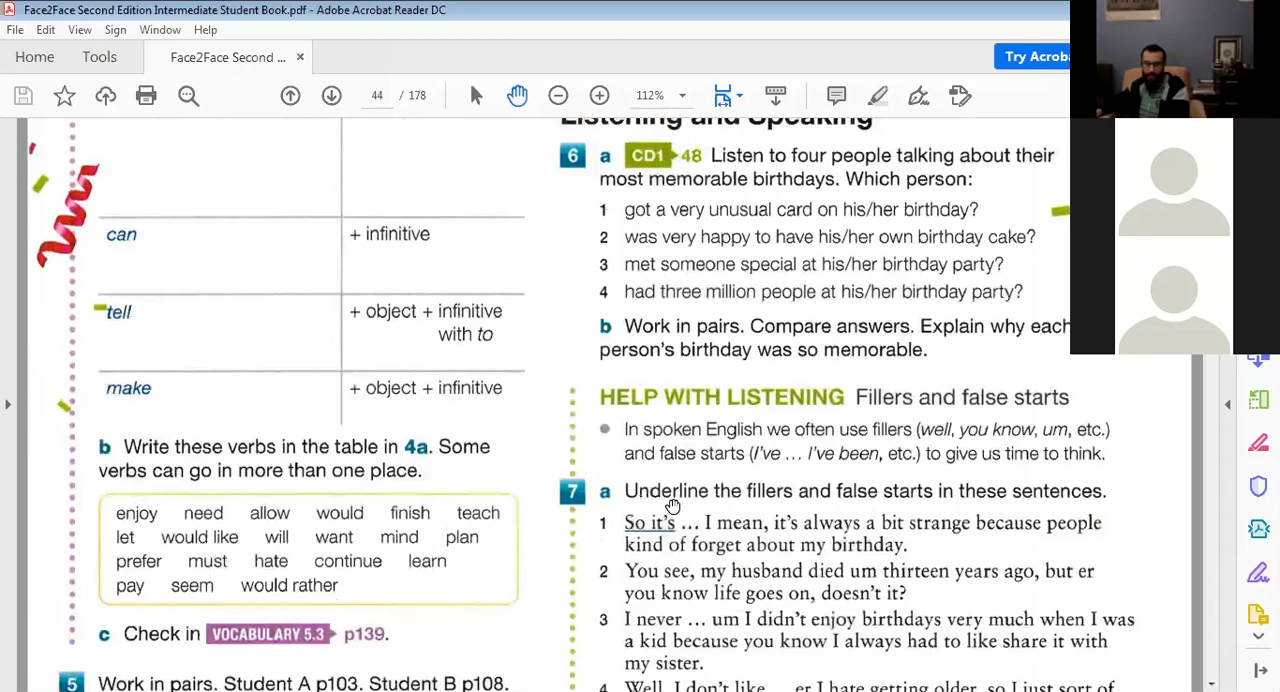 Face2Face Second Edition Intermediate Student Book.pdf - Adobe Acrobat Reader DC
File Edit View Sign Window Help
Home Tools Face2Face Second ... × Try Acroba
44 / 178 112%
can + infinitive
tell + object + infinitive
with to
make + object + infinitive
b Write these verbs in the table in 4a. Some
verbs can go in more than one place.
enjoy need allow would finish teach
let would like will want mind plan
prefer must hate continue learn
pay seem would rather
c Check in VOCABULARY 5.3 p139.
5 Work in pairs. Student A p103. Student B p108.
Listening and Speaking
6 a CD1 48 Listen to four people talking about their
most memorable birthdays. Which person:
1 got a very unusual card on his/her birthday?
2 was very happy to have his/her own birthday cake?
3 met someone special at his/her birthday party?
4 had three million people at his/her birthday party?
b Work in pairs. Compare answers. Explain why each
person's birthday was so memorable.
HELP WITH LISTENING Fillers and false starts
● In spoken English we often use fillers (well, you know, um, etc.)
and false starts (I've ... I've been, etc.) to give us time to think.
7 a Underline the fillers and false starts in these sentences.
1 So it's ... I mean, it's always a bit strange because people
kind of forget about my birthday.
2 You see, my husband died um thirteen years ago, but er
you know life goes on, doesn't it?
3 I never ... um I didn't enjoy birthdays very much when I was
a kid because you know I always had to like share it with
my sister.
4 Well, I don't like ... er I hate getting older, so I just sort of